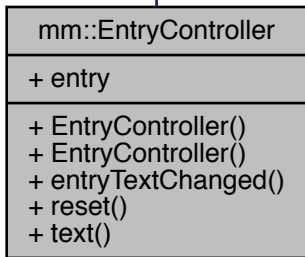 mm::EntryController
+ entry
+ EntryController()
+ EntryController()
+ entryTextChanged()
+ reset()
+ text()